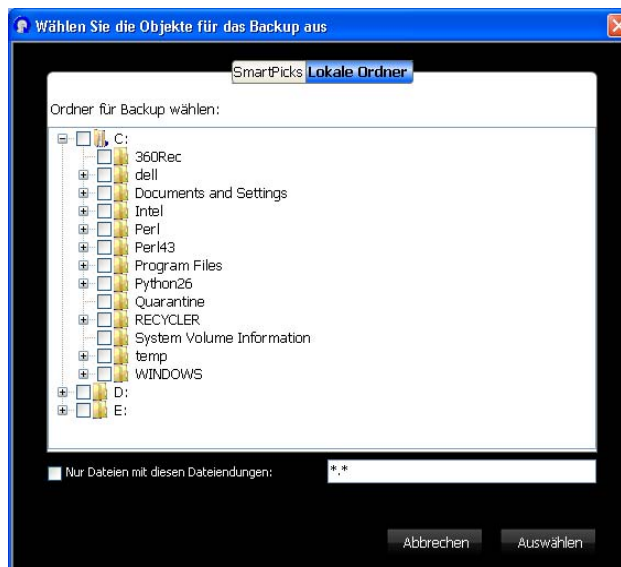 Wählen Sie die Objekte für das Backup aus
SmartPicks Lokale Ordner
Ordner für Backup wählen:
C:
360Rec
dell
Documents and Settings
Intel
Perl
Perl43
Program Files
Python26
Quarantine
RECYCLER
System Volume Information
temp
WINDOWS
D:
E:
Nur Dateien mit diesen Dateiendungen: *.*
Abbrechen Auswählen